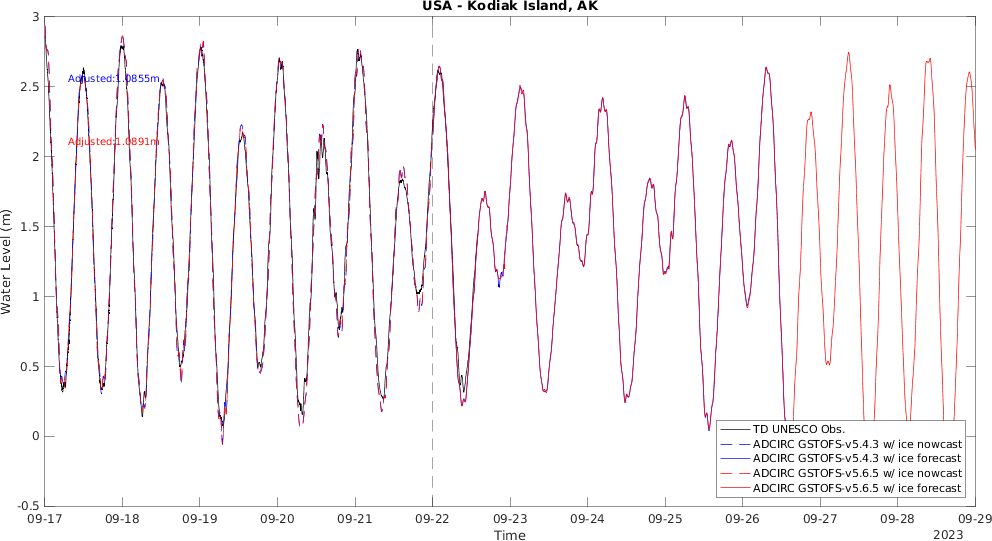 USA - Kodiak Island, AK
3
2.5
2
1.5
1
0.5
0
-0.5
Water Level (m)
Adjusted:1.0855m
Adjusted:1.0891m
TD UNESCO Obs.
ADCIRC GSTOFS-v5.4.3 w/ ice nowcast
ADCIRC GSTOFS-v5.4.3 w/ ice forecast
ADCIRC GSTOFS-v5.6.5 w/ ice nowcast
ADCIRC GSTOFS-v5.6.5 w/ ice forecast
09-17 09-18 09-19 09-20 09-21 09-22 09-23 09-24 09-25 09-26 09-27 09-28 09-29
Time
2023